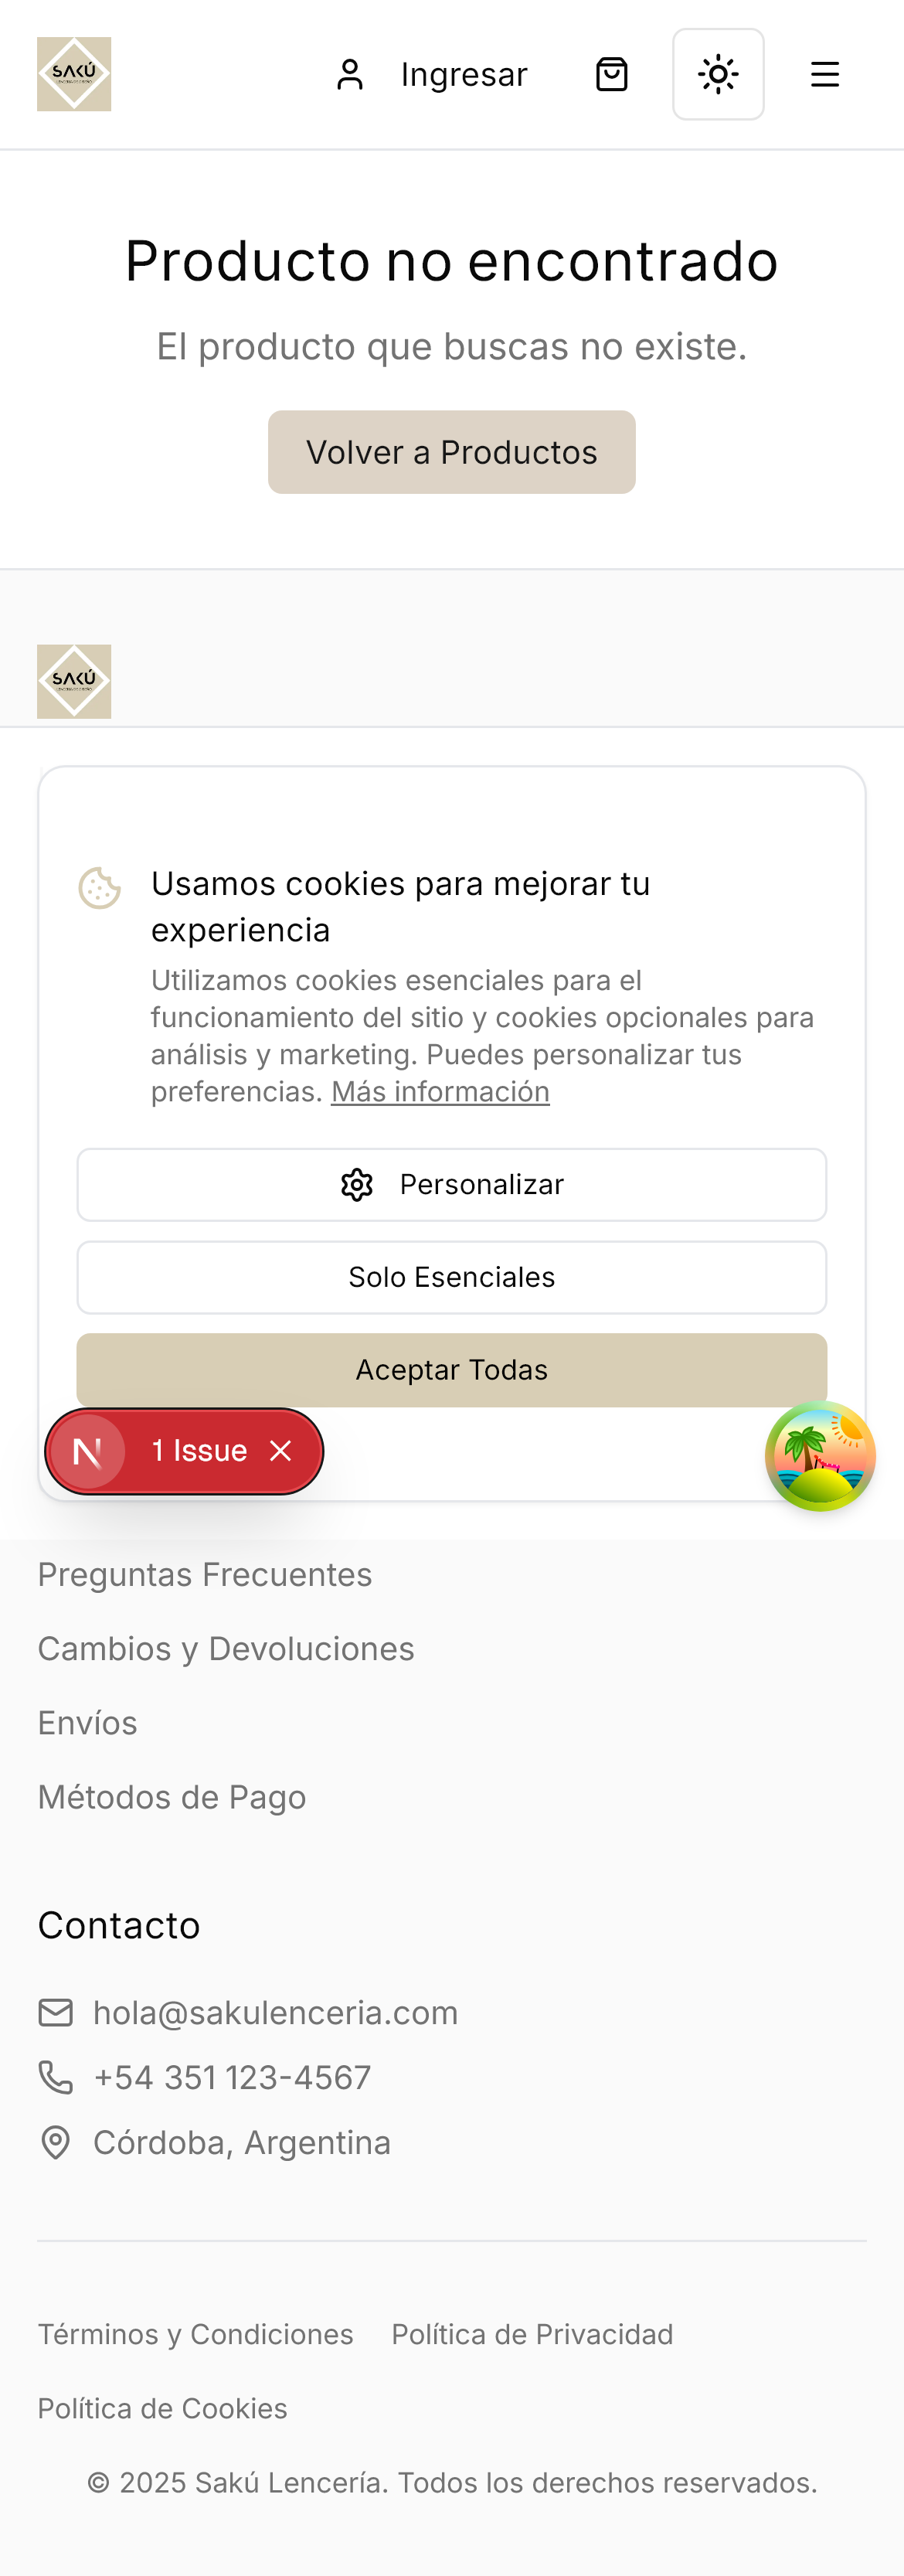 SAKÚ
Ingresar
Producto no encontrado
El producto que buscas no existe.
Volver a Productos
SAKÚ
Usamos cookies para mejorar tu
experiencia
Utilizamos cookies esenciales para el
funcionamiento del sitio y cookies opcionales para
análisis y marketing. Puedes personalizar tus
preferencias. Más información
Personalizar
Solo Esenciales
Aceptar Todas
N 1 Issue
Preguntas Frecuentes
Cambios y Devoluciones
Envíos
Métodos de Pago
Contacto
hola@sakulenceria.com
+54 351 123-4567
Córdoba, Argentina
Términos y Condiciones Política de Privacidad
Política de Cookies
© 2025 Sakú Lencería. Todos los derechos reservados.